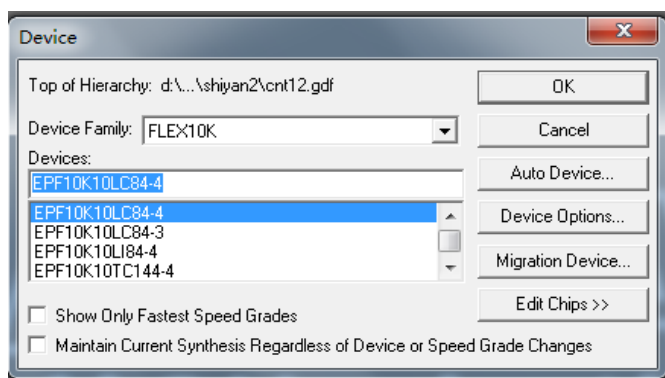 Device
Top of Hierarchy: d:\...\shiyan2\cnt12.gdf
OK
Device Family: FLEX10K
Cancel
Devices:
EPF10K10LC84-4
Auto Device...
EPF10K10LC84-4
EPF10K10LC84-3
EPF10K10LI84-4
EPF10K10TC144-4
Device Options...
Migration Device...
Edit Chips >>
Show Only Fastest Speed Grades
Maintain Current Synthesis Regardless of Device or Speed Grade Changes